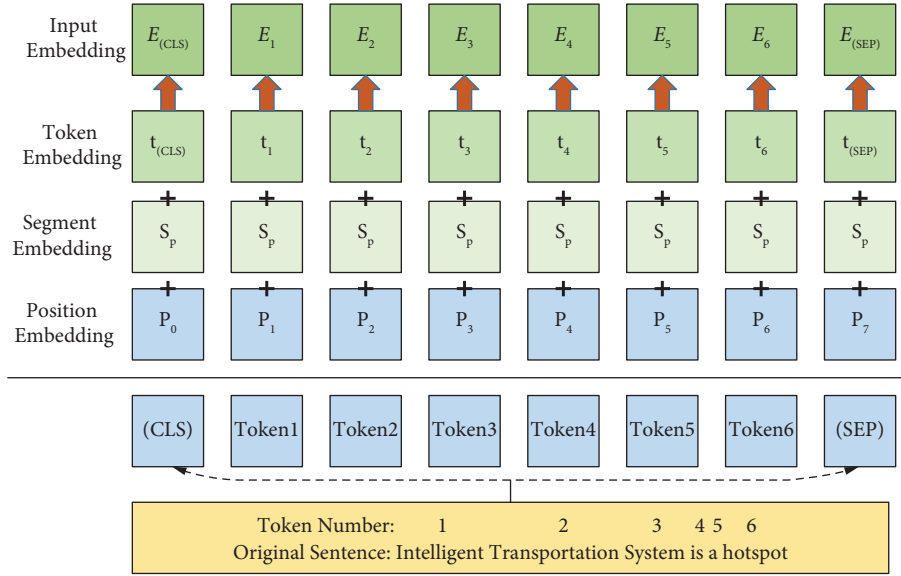 Input Embedding E(CLS) E1 E2 E3 E4 E5 E6 E(SEP)
Token Embedding t(CLS) t1 t2 t3 t4 t5 t6 t(SEP)
+ + + + + + + +
Segment Embedding Sp Sp Sp Sp Sp Sp Sp Sp
+ + + + + + + +
Position Embedding P0 P1 P2 P3 P4 P5 P6 P7
(CLS) Token1 Token2 Token3 Token4 Token5 Token6 (SEP)
Token Number: 1 2 3 4 5 6
Original Sentence: Intelligent Transportation System is a hotspot